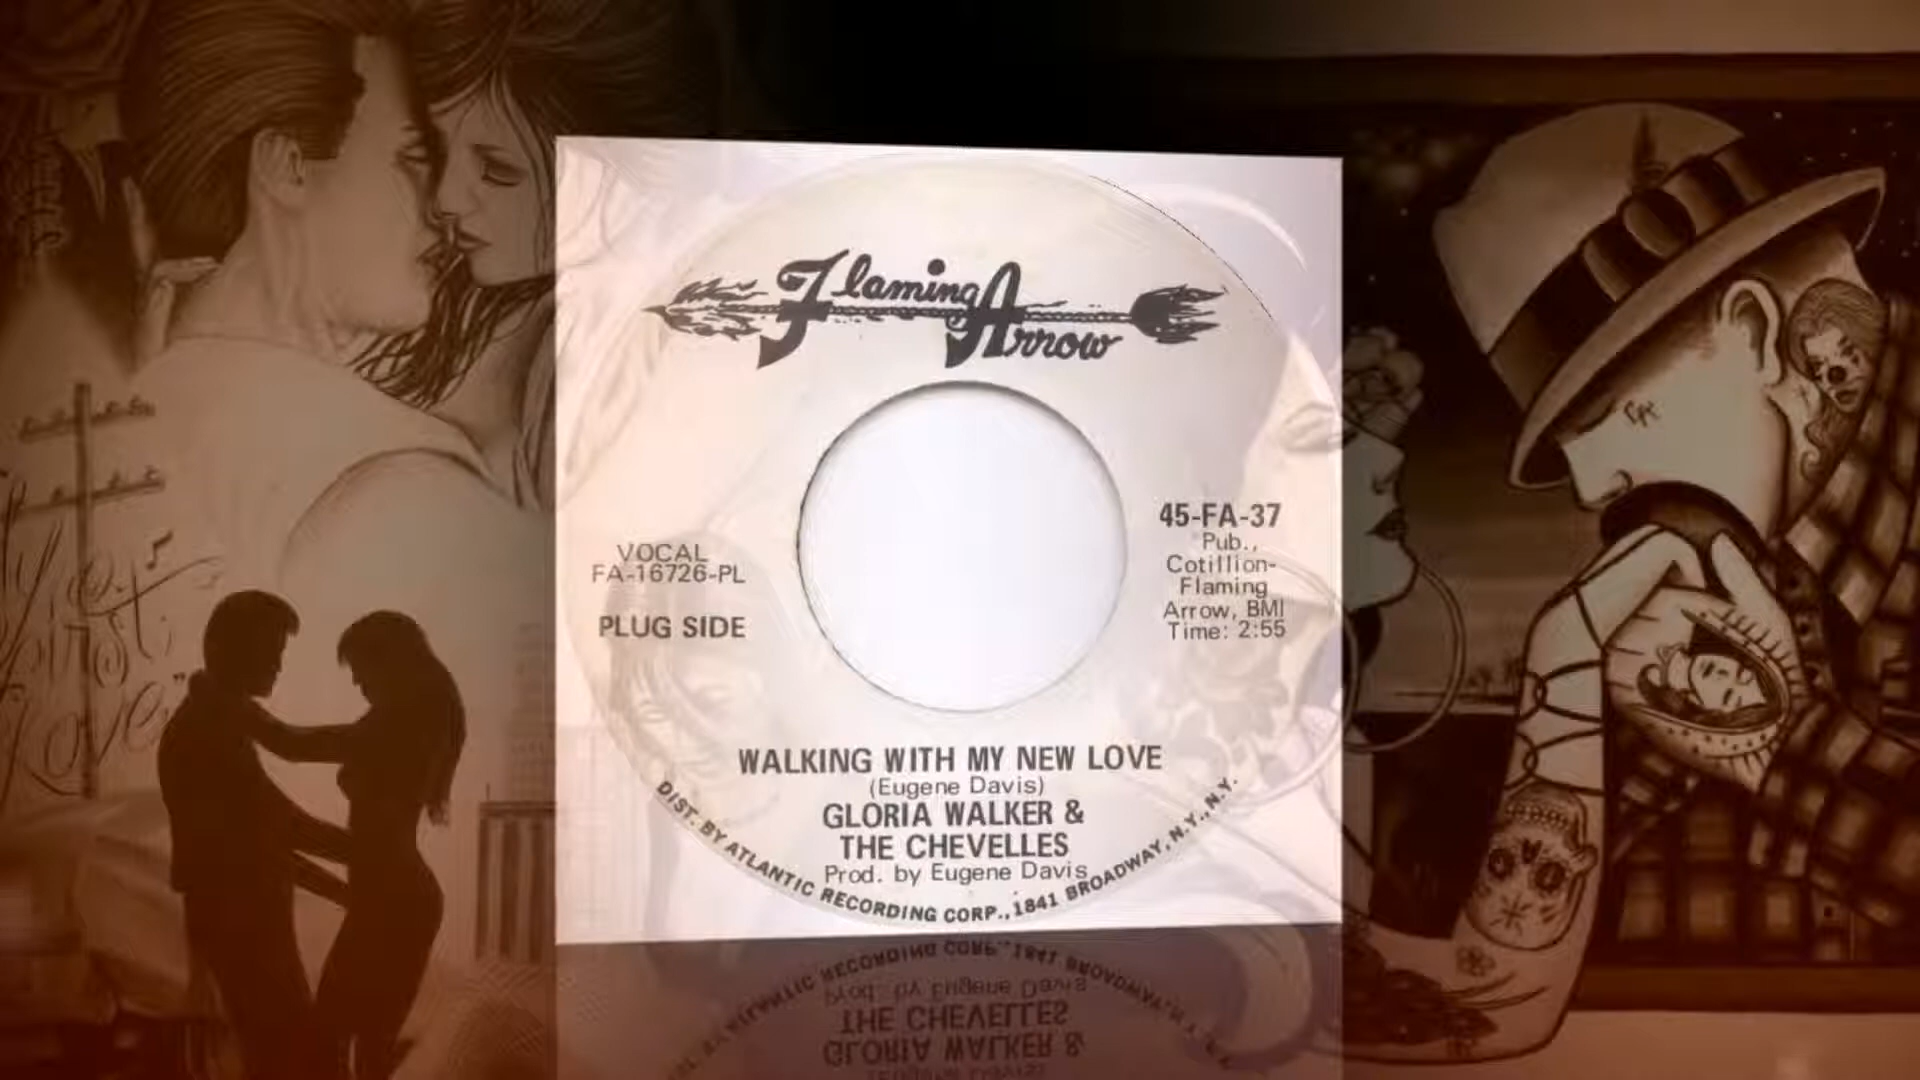 Flaming
Arrow
VOCAL
FA-16726-PL
PLUG SIDE
45-FA-37
Pub.,
Cotillion-
Flaming
Arrow, BMI
Time: 2:55
WALKING WITH MY NEW LOVE
(Eugene Davis)
GLORIA WALKER &
THE CHEVELLES
Prod. by Eugene Davis
DIST. BY ATLANTIC RECORDING CORP., 1841 BROADWAY, N.Y., N.Y.
Love"